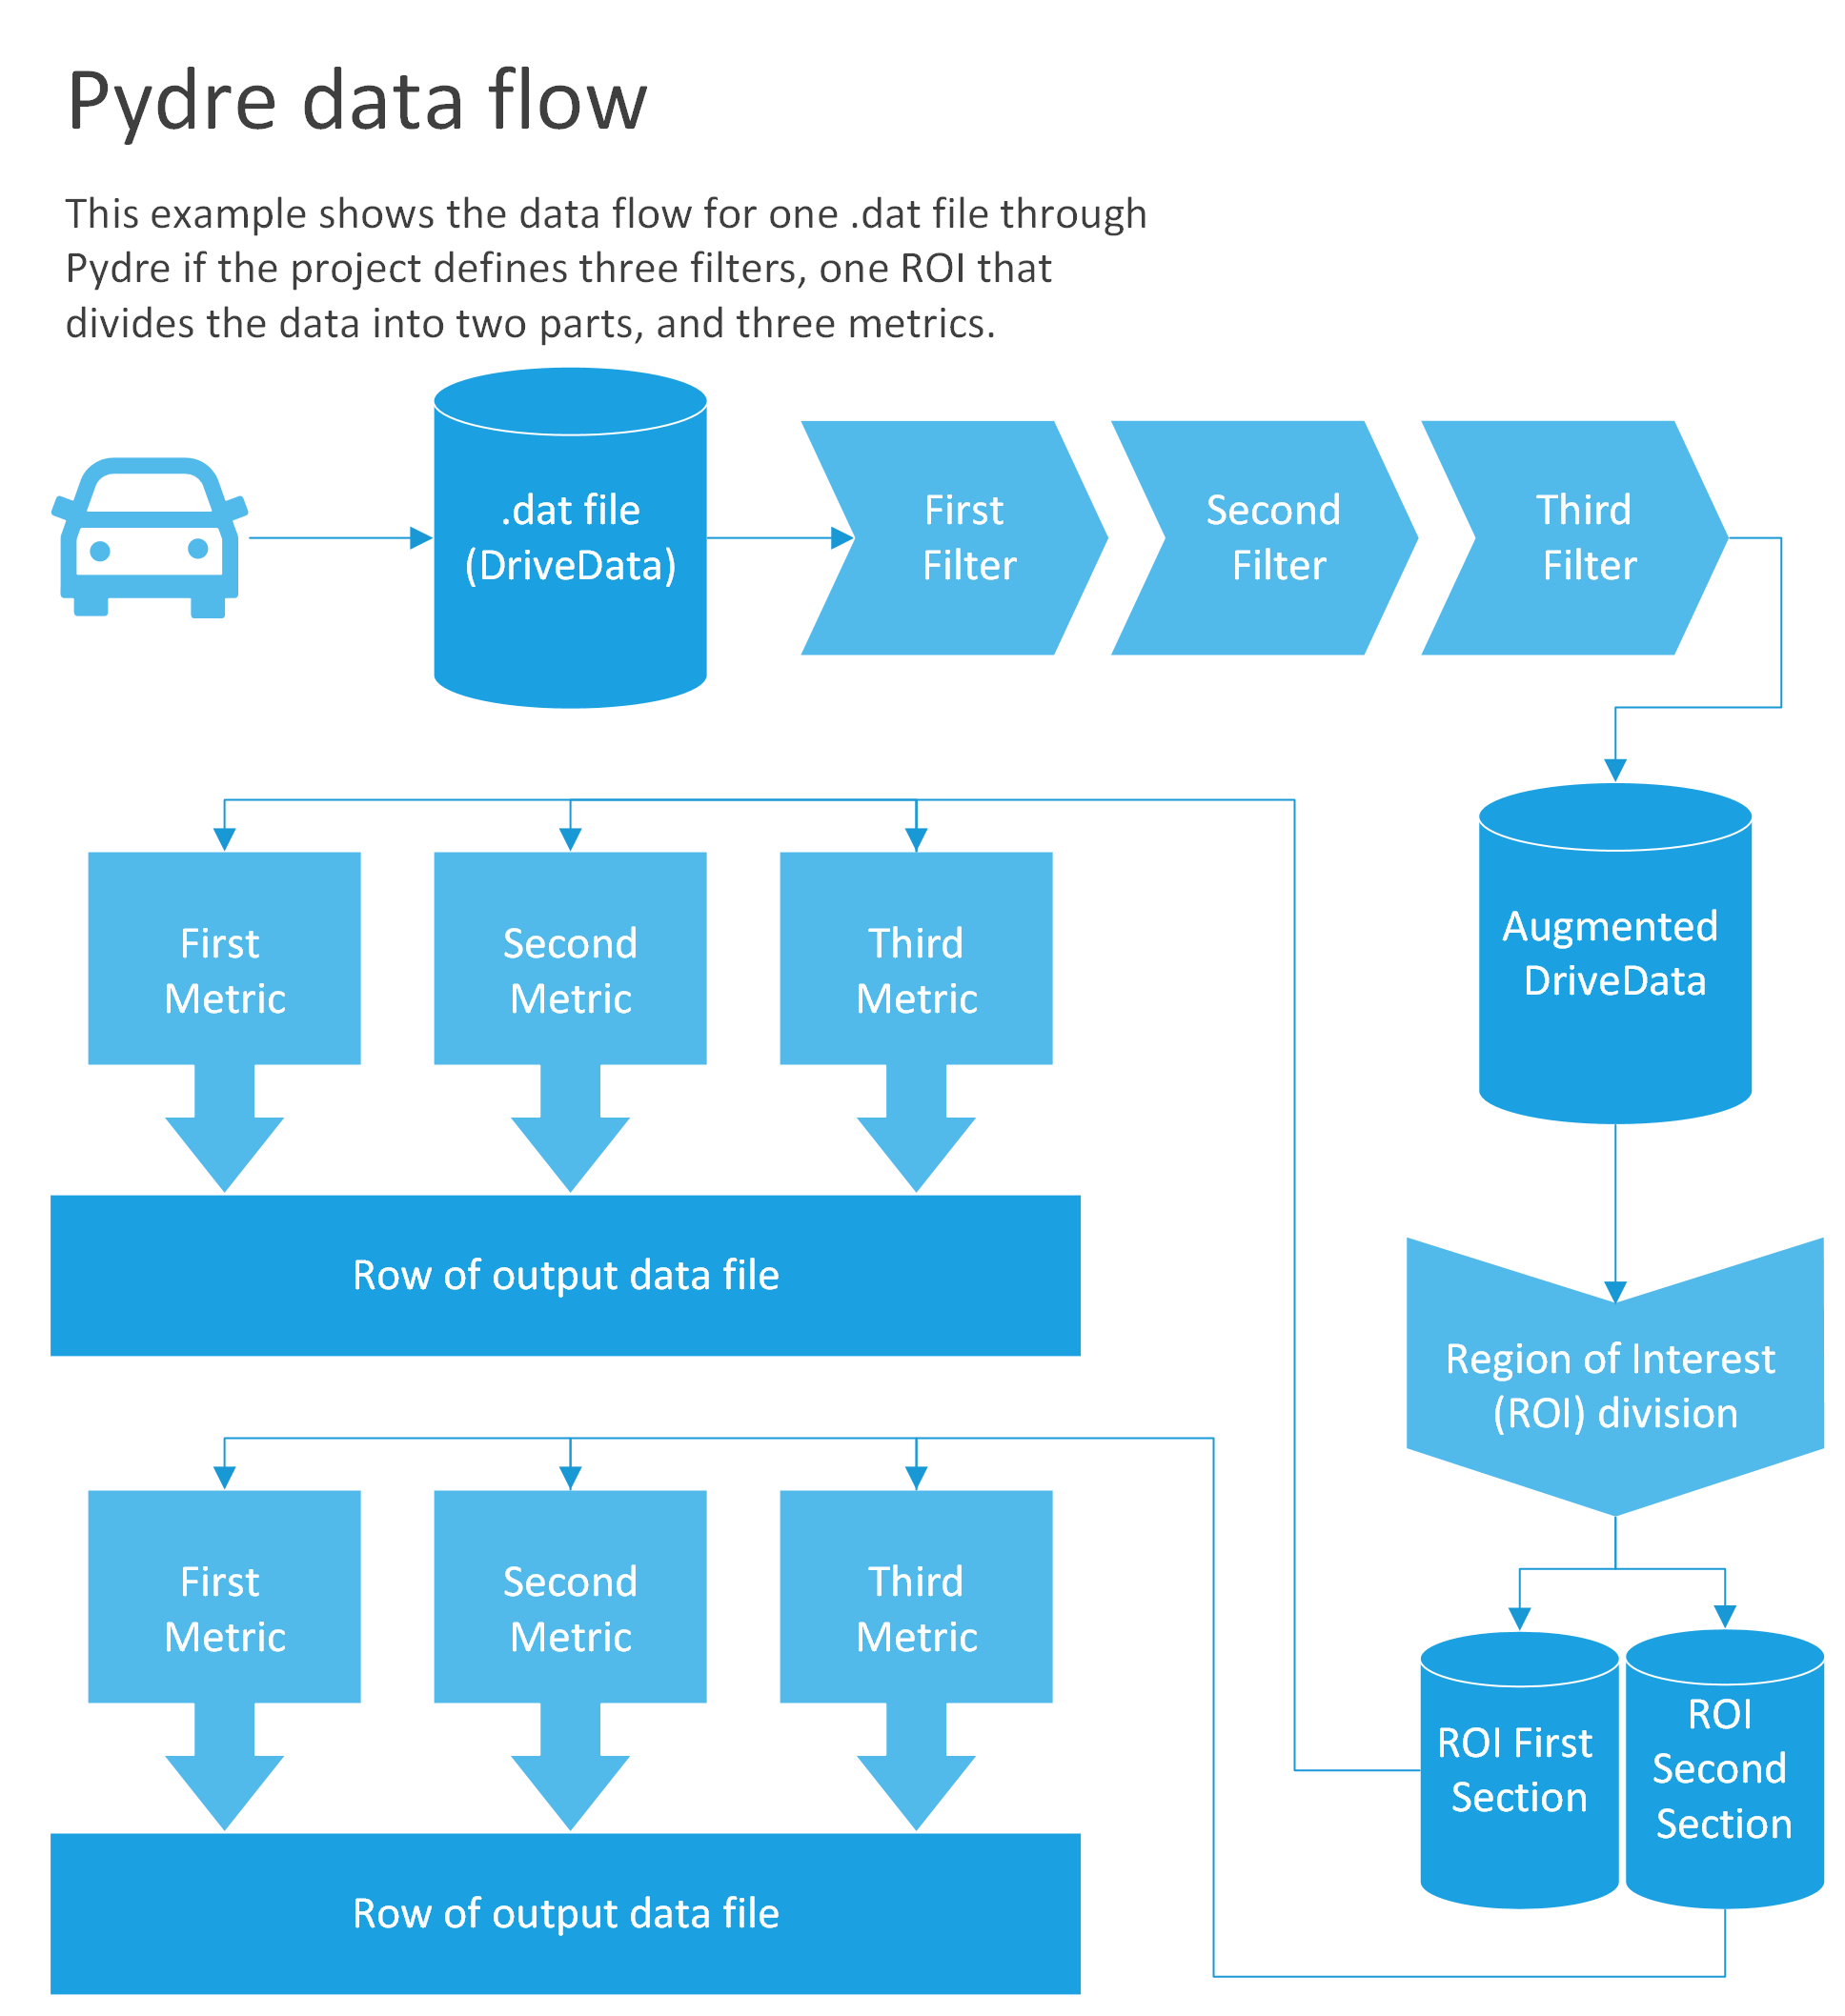 Pydre data flow
This example shows the data flow for one .dat file through
Pydre if the project defines three filters, one ROI that
divides the data into two parts, and three metrics.
.dat file
(DriveData)
First
Filter
Second
Filter
Third
Filter
Augmented
DriveData
Region of Interest
(ROI) division
ROI First
Section
ROI
Second
Section
First
Metric
Second
Metric
Third
Metric
Row of output data file
First
Metric
Second
Metric
Third
Metric
Row of output data file